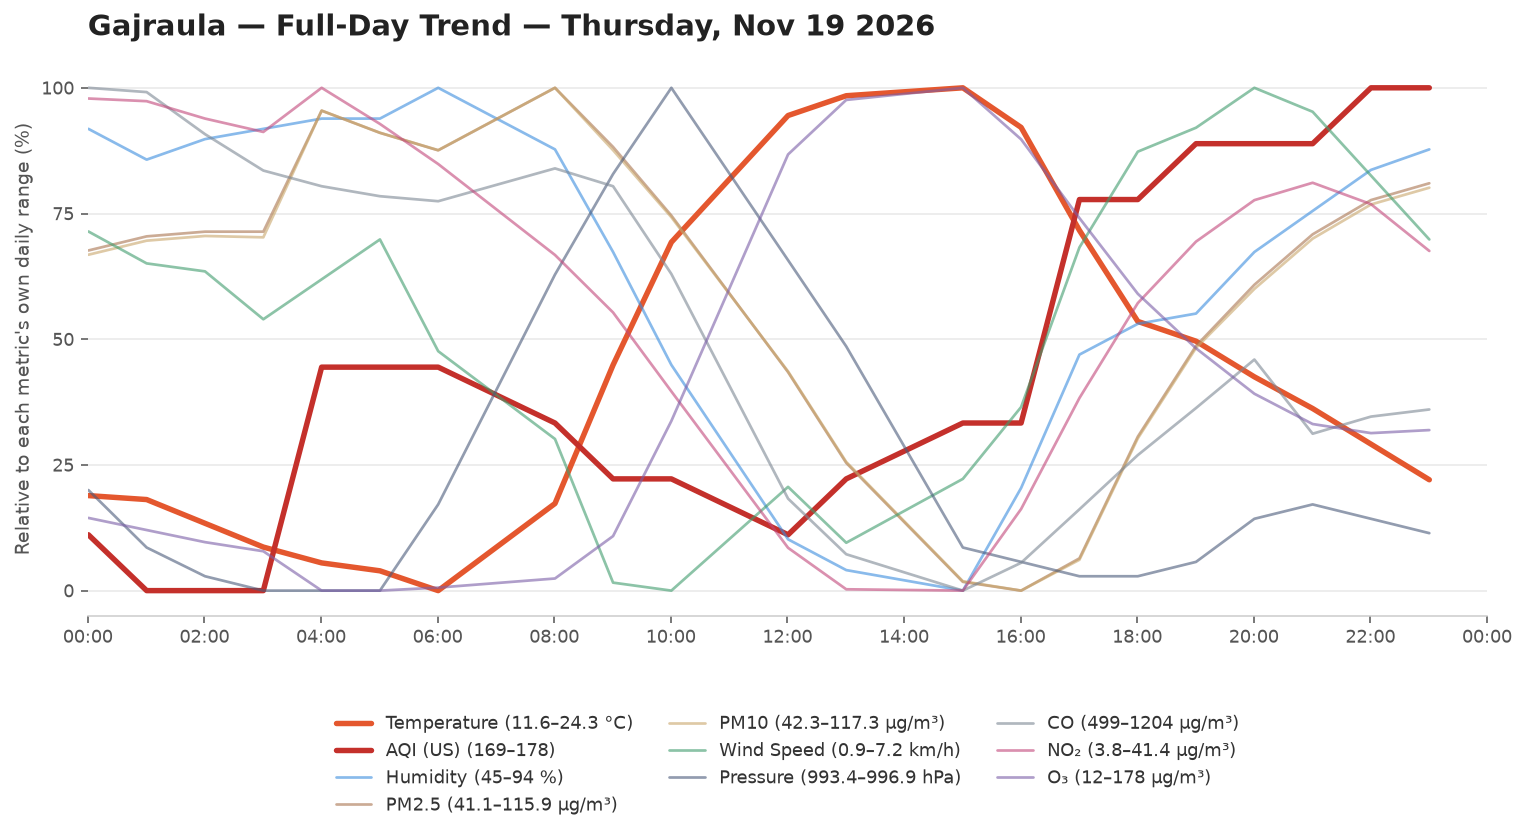 Gajraula — Full-Day Trend — Thursday, Nov 19 2026
Relative to each metric's own daily range (%)
100
75
50
25
0
00:00 02:00 04:00 06:00 08:00 10:00 12:00 14:00 16:00 18:00 20:00 22:00 00:00
Temperature (11.6–24.3 °C)
AQI (US) (169–178)
Humidity (45–94 %)
PM2.5 (41.1–115.9 µg/m³)
PM10 (42.3–117.3 µg/m³)
Wind Speed (0.9–7.2 km/h)
Pressure (993.4–996.9 hPa)
CO (499–1204 µg/m³)
NO₂ (3.8–41.4 µg/m³)
O₃ (12–178 µg/m³)